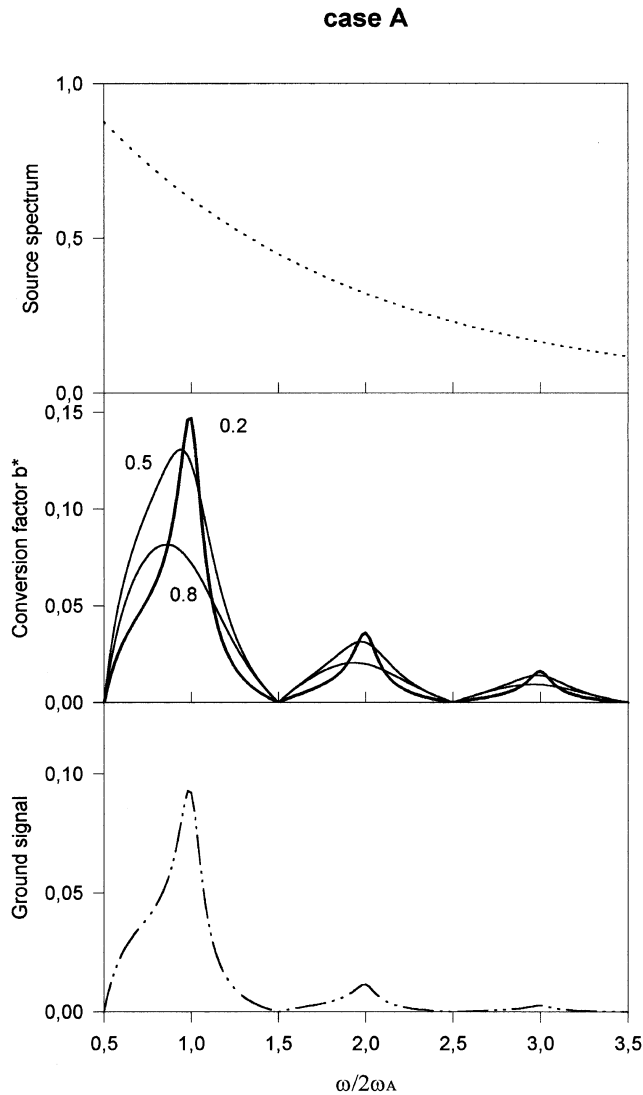 case A
1,0
0,5
0,0
Source spectrum
0,15
0,10
0,05
0,00
Conversion factor b*
0.2
0.5
0.8
0,10
0,05
0,00
Ground signal
0,5 1,0 1,5 2,0 2,5 3,0 3,5
ω/2ωA